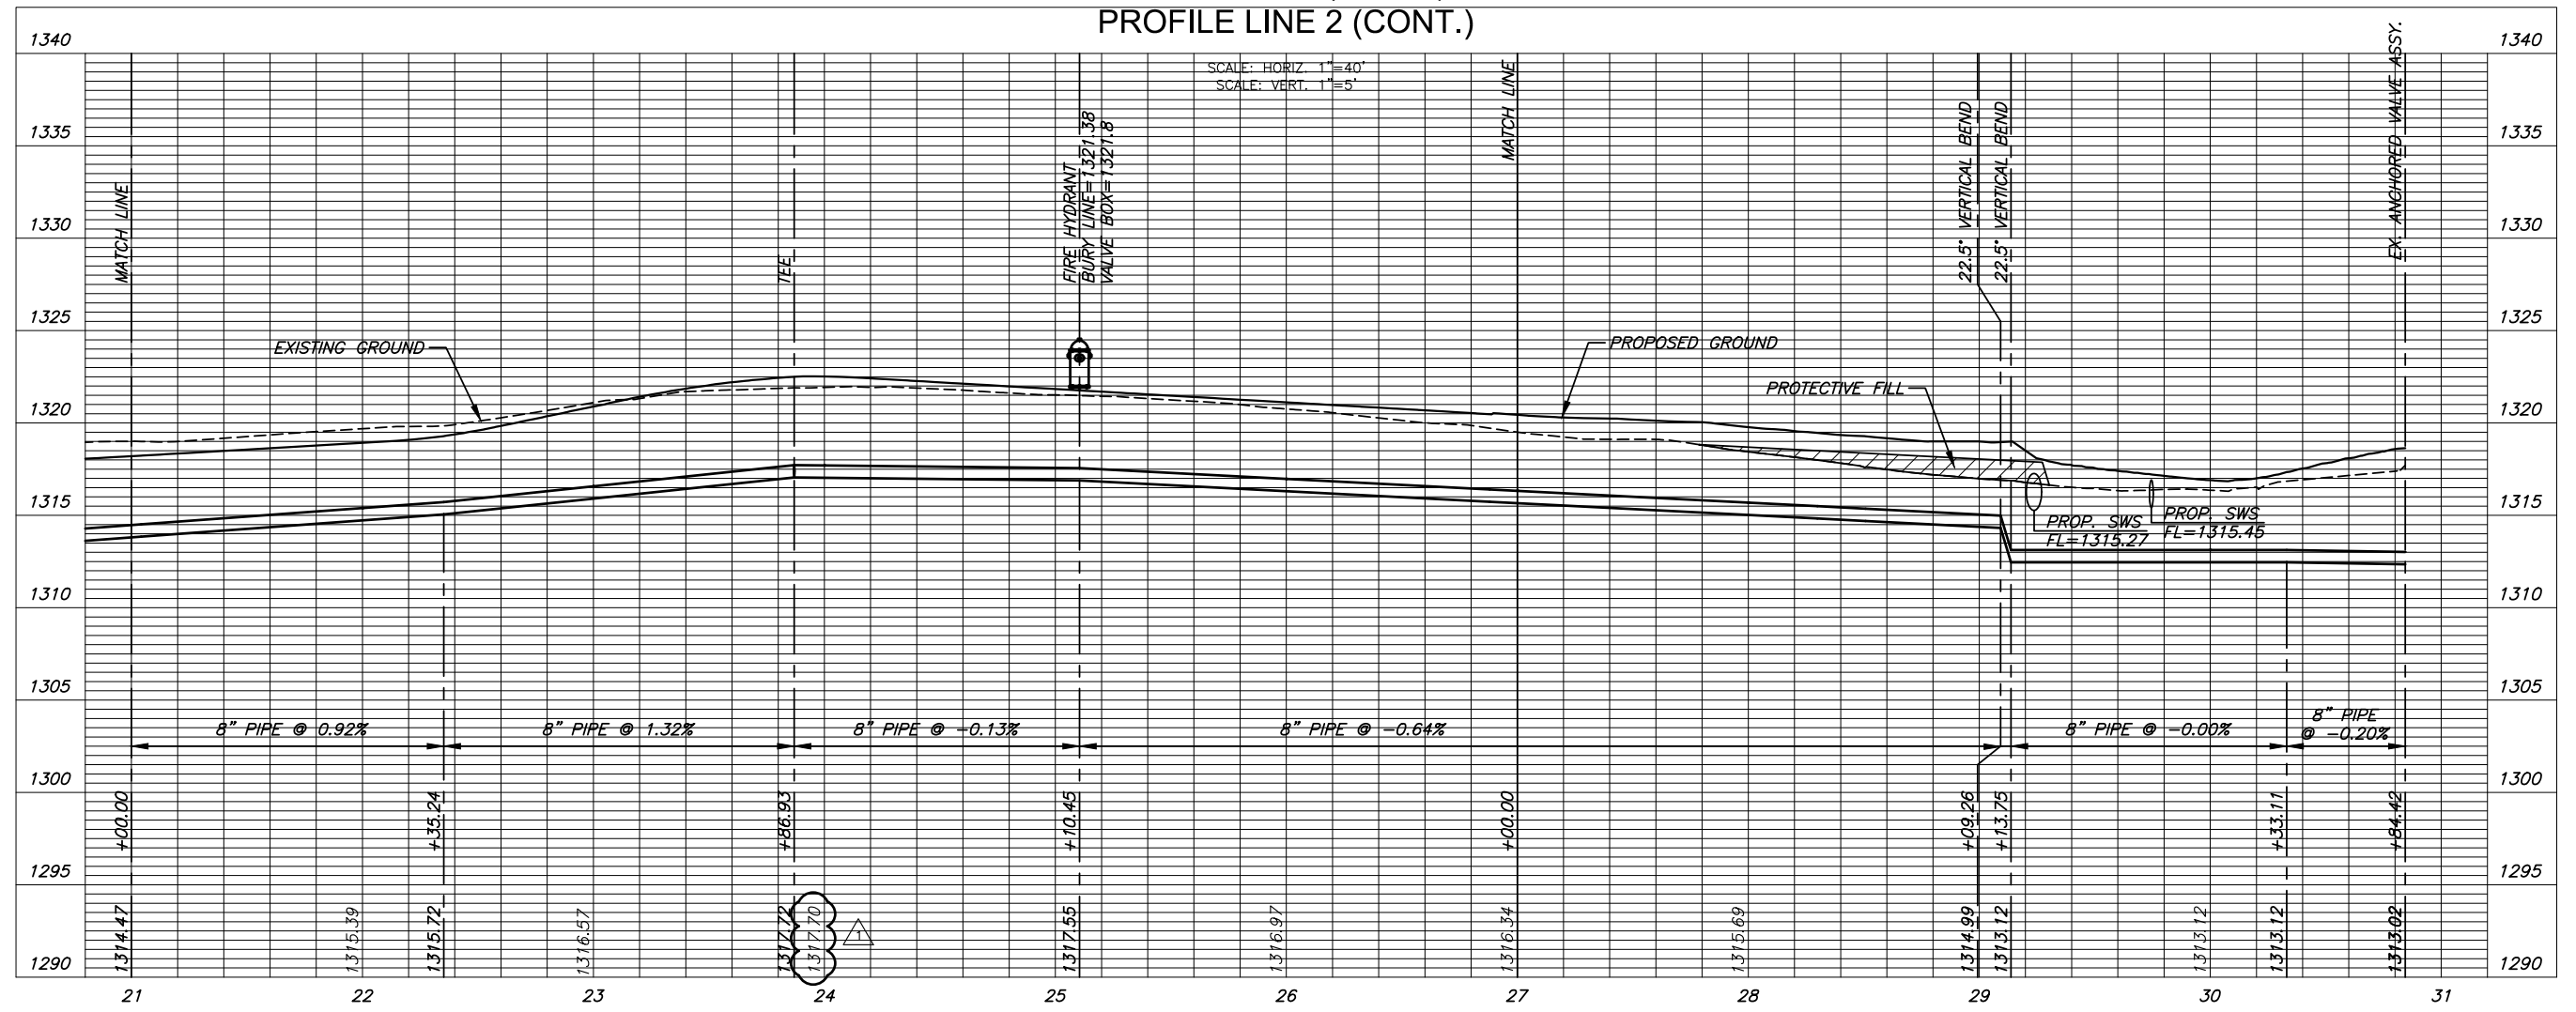 PROFILE LINE 2 (CONT.)
SCALE: HORIZ. 1"=40'
SCALE: VERT. 1"=5'
1340
1335
1330
1325
1320
1315
1310
1305
1300
1295
1290
1340
1335
1330
1325
1320
1315
1310
1305
1300
1295
1290
MATCH LINE
TEE
FIRE HYDRANT
BURY LINE=1321.38
VALVE BOX=1321.8
MATCH LINE
22.5° VERTICAL BEND
22.5° VERTICAL BEND
EX. ANCHORED VALVE ASSY.
EXISTING GROUND
PROPOSED GROUND
PROTECTIVE FILL
PROP. SWS
FL=1315.27
PROP. SWS
FL=1315.45
8" PIPE @ 0.92%
8" PIPE @ 1.32%
8" PIPE @ -0.13%
8" PIPE @ -0.64%
8" PIPE @ -0.00%
8" PIPE
@ -0.20%
+00.00
+35.24
+86.93
+10.45
+00.00
+09.26
+13.75
+33.11
+84.42
1314.47
1315.39
1315.72
1316.57
1317.72
1317.70
1
1317.55
1316.97
1316.34
1315.69
1314.99
1313.12
1313.12
1313.12
1313.02
21 22 23 24 25 26 27 28 29 30 31